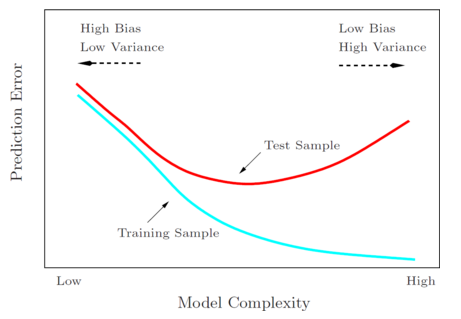 High Bias
Low Variance
Low Bias
High Variance
Prediction Error
Test Sample
Training Sample
Low
High
Model Complexity